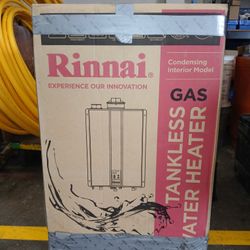 Rinnai®
EXPERIENCE OUR INNOVATION
Condensing
Interior Model
GAS
TANKLESS
WATER HEATER